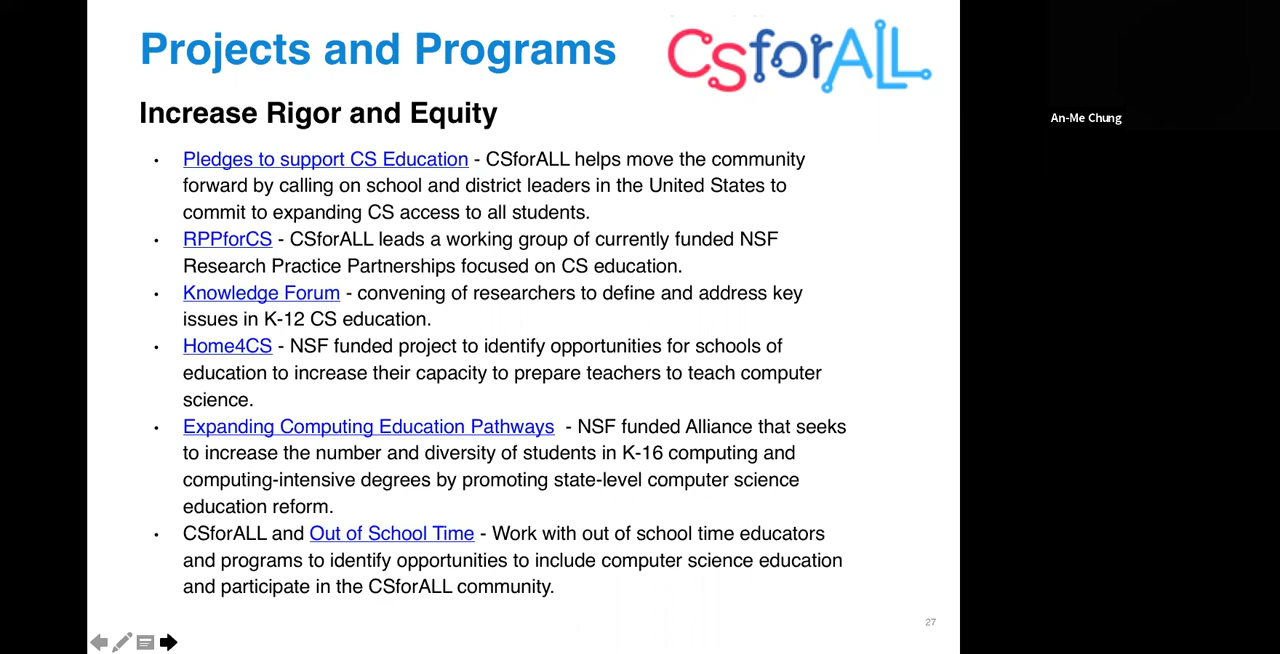 Projects and Programs
CSforALL
Increase Rigor and Equity
An-Me Chung
• Pledges to support CS Education - CSforALL helps move the community
forward by calling on school and district leaders in the United States to
commit to expanding CS access to all students.
• RPPforCS - CSforALL leads a working group of currently funded NSF
Research Practice Partnerships focused on CS education.
• Knowledge Forum - convening of researchers to define and address key
issues in K-12 CS education.
• Home4CS - NSF funded project to identify opportunities for schools of
education to increase their capacity to prepare teachers to teach computer
science.
• Expanding Computing Education Pathways - NSF funded Alliance that seeks
to increase the number and diversity of students in K-16 computing and
computing-intensive degrees by promoting state-level computer science
education reform.
• CSforALL and Out of School Time - Work with out of school time educators
and programs to identify opportunities to include computer science education
and participate in the CSforALL community.
27